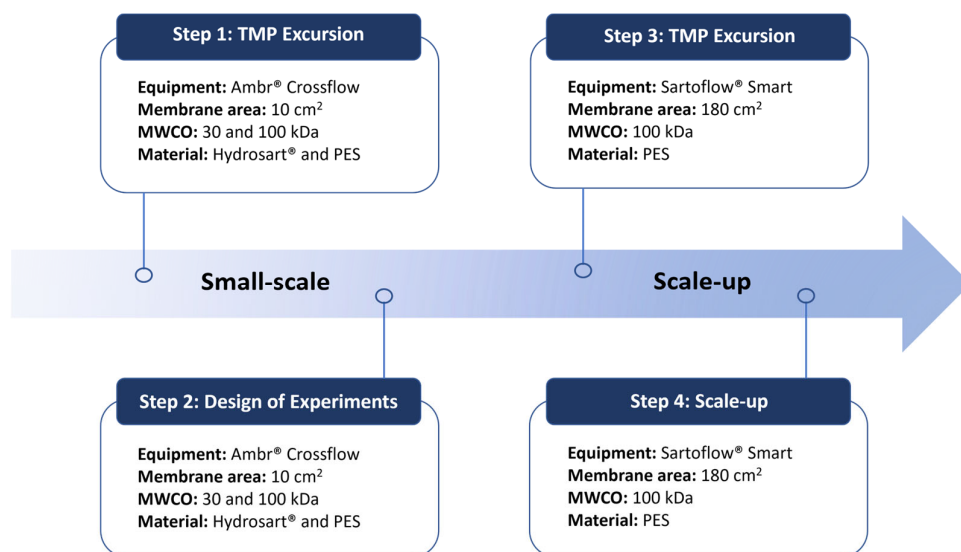 Step 1: TMP Excursion
Equipment: Ambr® Crossflow
Membrane area: 10 cm²
MWCO: 30 and 100 kDa
Material: Hydrosart® and PES
Step 3: TMP Excursion
Equipment: Sartoflow® Smart
Membrane area: 180 cm²
MWCO: 100 kDa
Material: PES
Small-scale
Scale-up
Step 2: Design of Experiments
Equipment: Ambr® Crossflow
Membrane area: 10 cm²
MWCO: 30 and 100 kDa
Material: Hydrosart® and PES
Step 4: Scale-up
Equipment: Sartoflow® Smart
Membrane area: 180 cm²
MWCO: 100 kDa
Material: PES